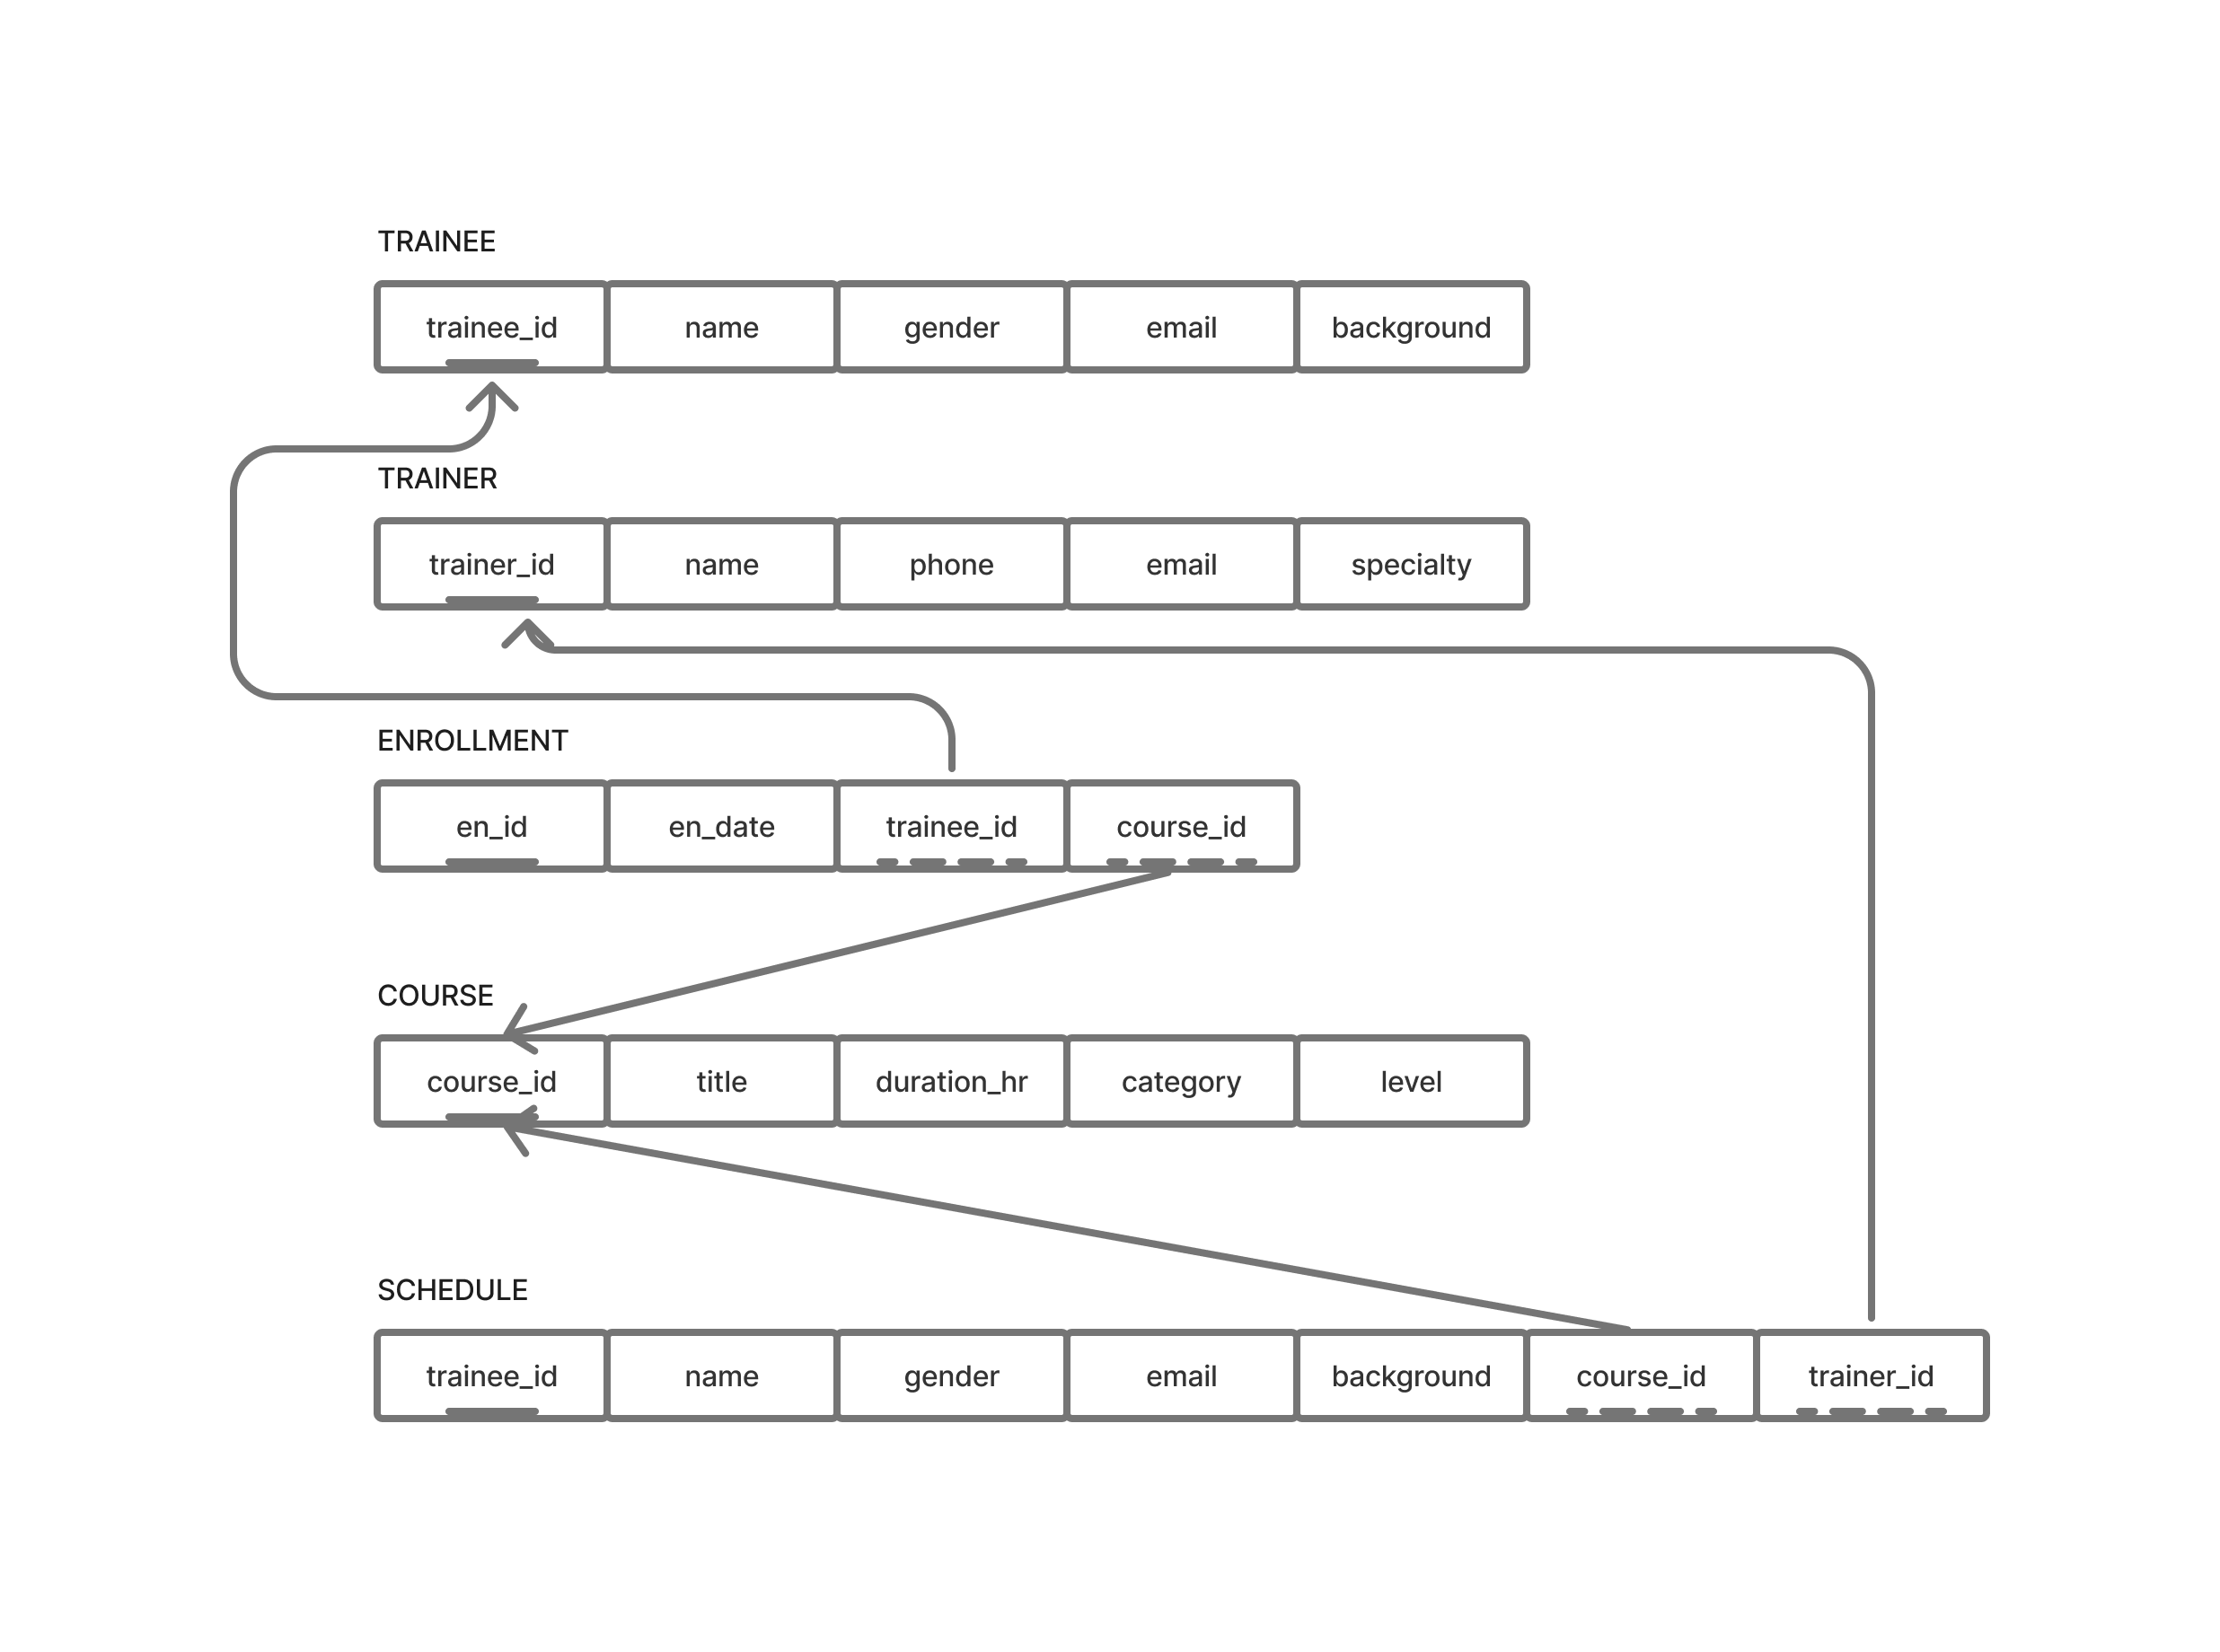 TRAINEE
trainee_id name gender email background
TRAINER
trainer_id name phone email specialty
ENROLLMENT
en_id en_date trainee_id course_id
COURSE
course_id title duration_hr category level
SCHEDULE
trainee_id name gender email background course_id trainer_id